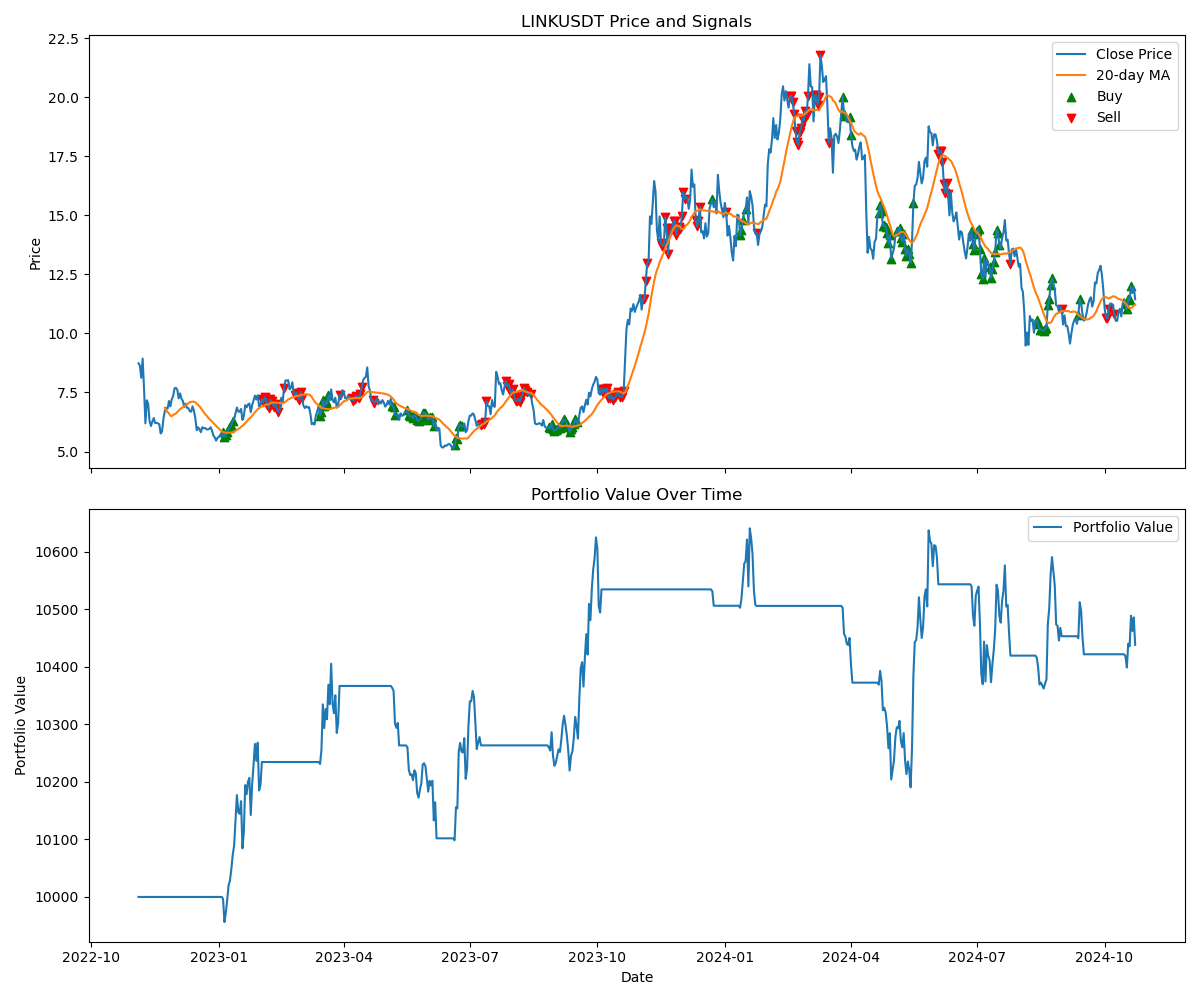 LINKUSDT Price and Signals
22.5
20.0
17.5
15.0
12.5
10.0
7.5
5.0
Price
Close Price
20-day MA
Buy
Sell
Portfolio Value Over Time
10600
10500
10400
10300
10200
10100
10000
Portfolio Value
Portfolio Value
2022-10
2023-01
2023-04
2023-07
2023-10
2024-01
2024-04
2024-07
2024-10
Date